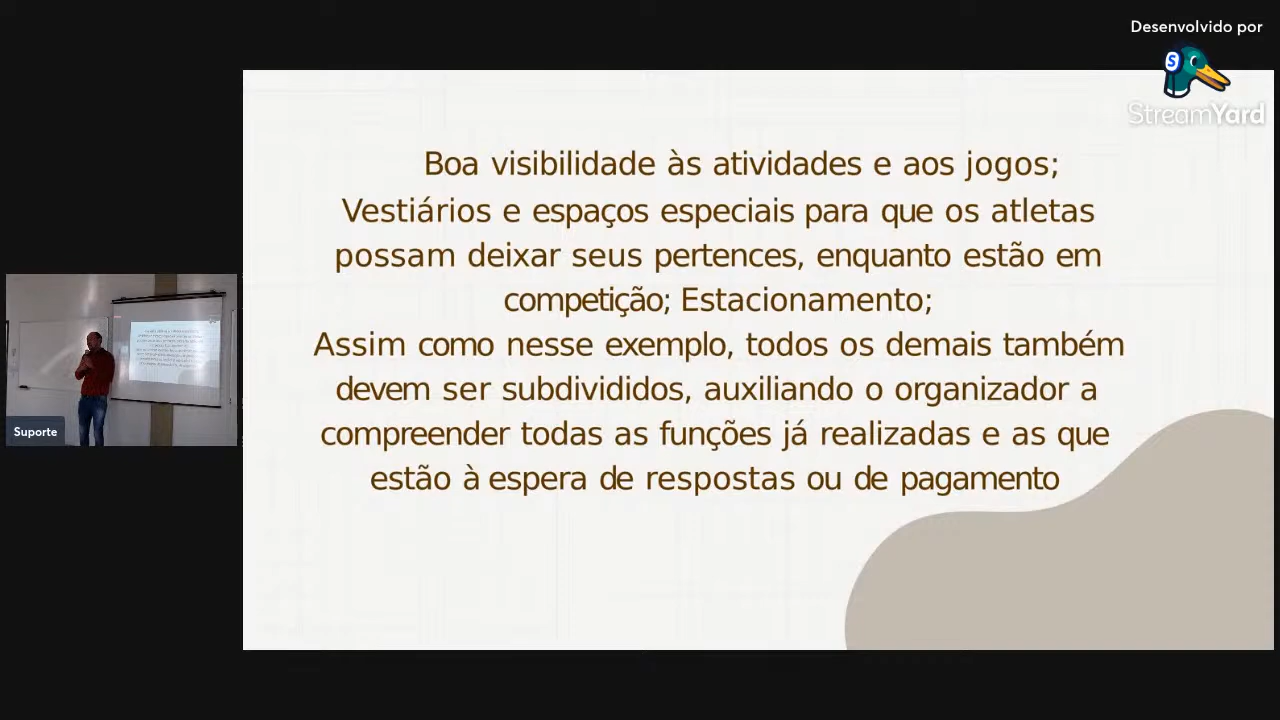 Desenvolvido por
StreamYard
Boa visibilidade às atividades e aos jogos;
Vestiários e espaços especiais para que os atletas
possam deixar seus pertences, enquanto estão em
competição; Estacionamento;
Assim como nesse exemplo, todos os demais também
devem ser subdivididos, auxiliando o organizador a
compreender todas as funções já realizadas e as que
estão à espera de respostas ou de pagamento
Suporte